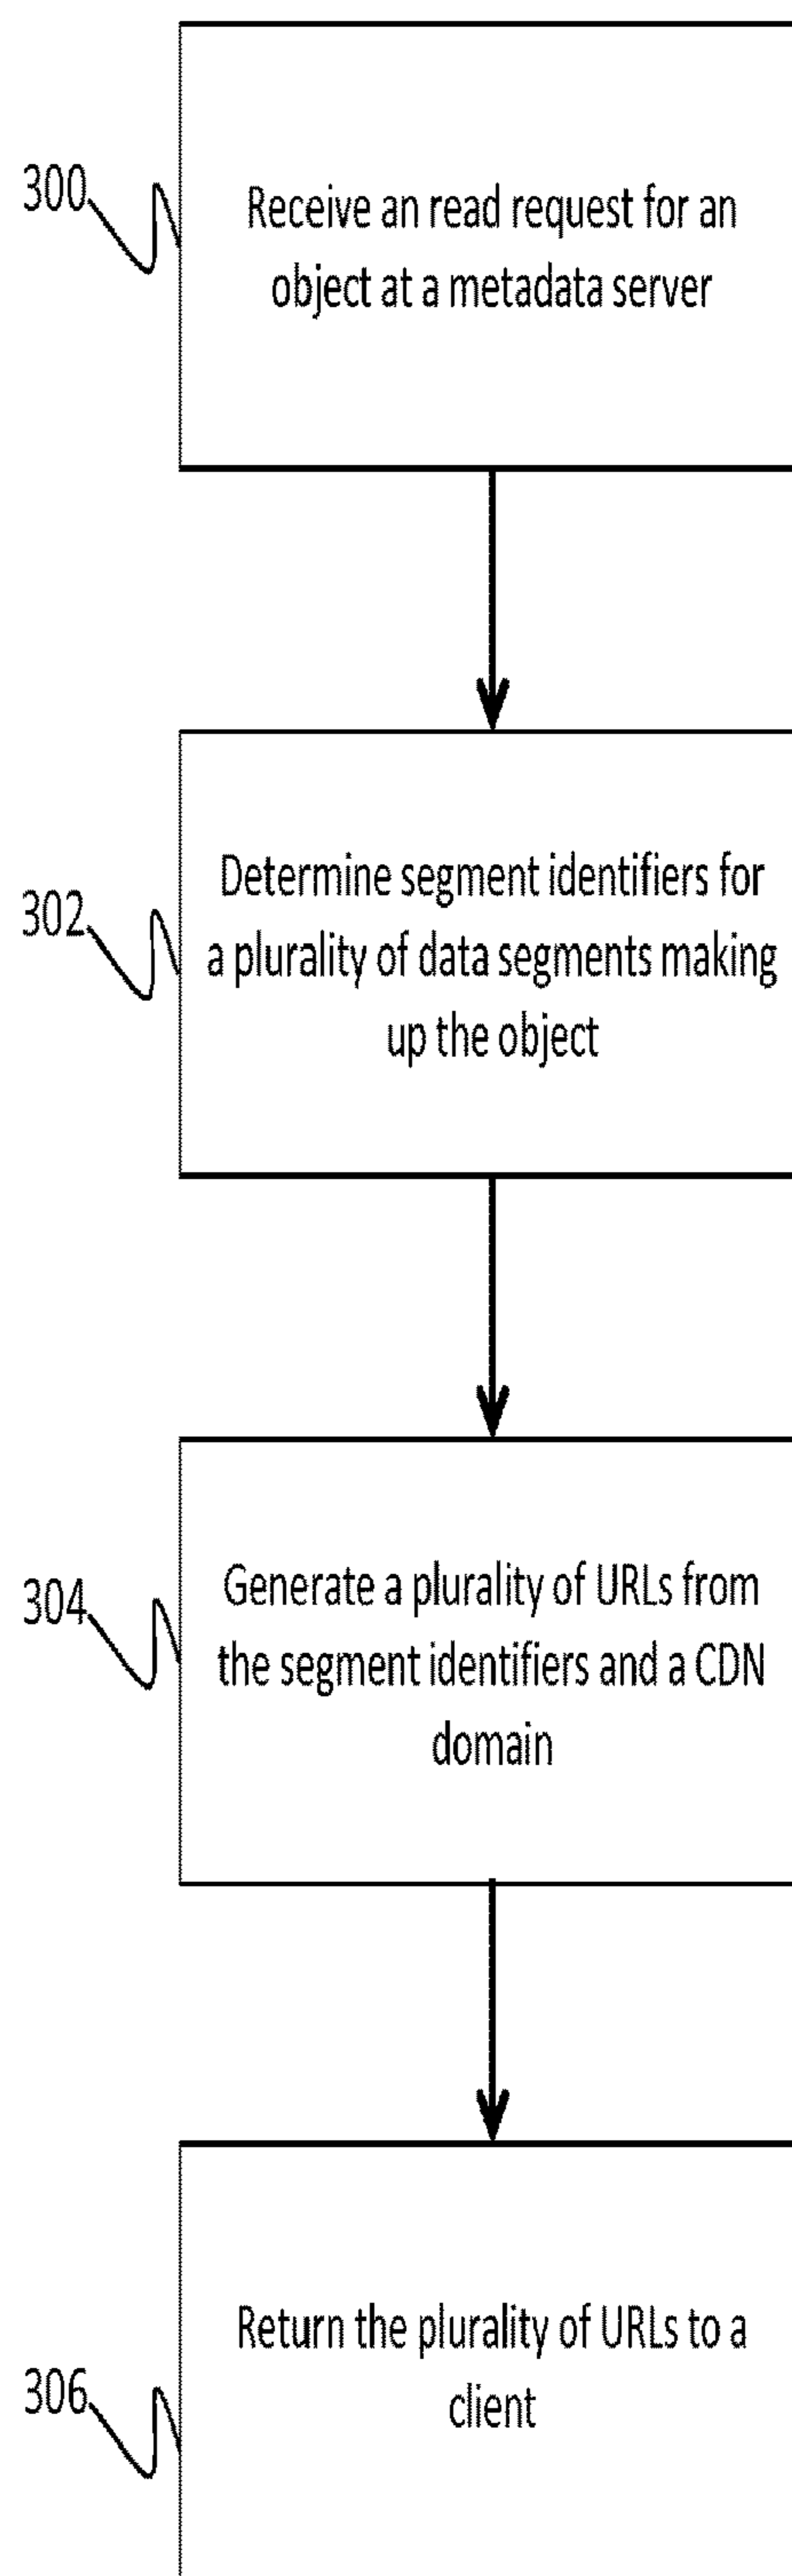 300
Receive an read request for an
object at a metadata server
302
Determine segment identifiers for
a plurality of data segments making
up the object
304
Generate a plurality of URLs from
the segment identifiers and a CDN
domain
306
Return the plurality of URLs to a
client